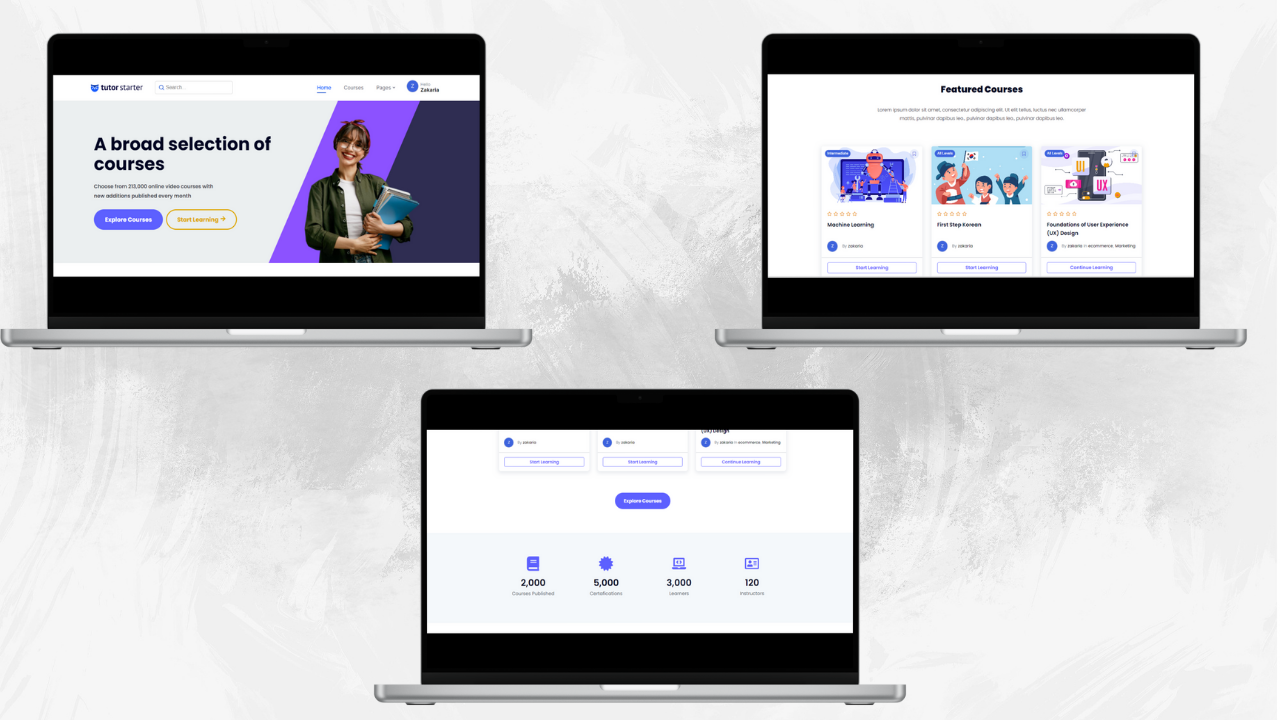 tutor starter
Search ...
Home
Courses
Pages
Z
Hello
Zakaria
A broad selection of
courses
Choose from 213,000 online video courses with
new additions published every month
Explore Courses
Start Learning →
Featured Courses
Lorem ipsum dolor sit amet, consectetur adipiscing elit. Ut elit tellus, luctus nec ullamcorper
mattis, pulvinar dapibus leo., pulvinar dapibus leo., pulvinar dapibus leo.
Intermediate
Machine Learning
Z
By zakaria
Start Learning
All Levels
First Step Korean
Z
By zakaria
Start Learning
All Levels
UI
UX
Foundations of User Experience
(UX) Design
Z
By zakaria in ecommerce, Marketing
Continue Learning
(UX) Design
Z
By zakaria
Z
By zakaria
Z
By zakaria in ecommerce, Marketing
Start Learning
Start Learning
Continue Learning
Explore Courses
2,000
Courses Published
5,000
Certafications
3,000
Learners
120
Instructors